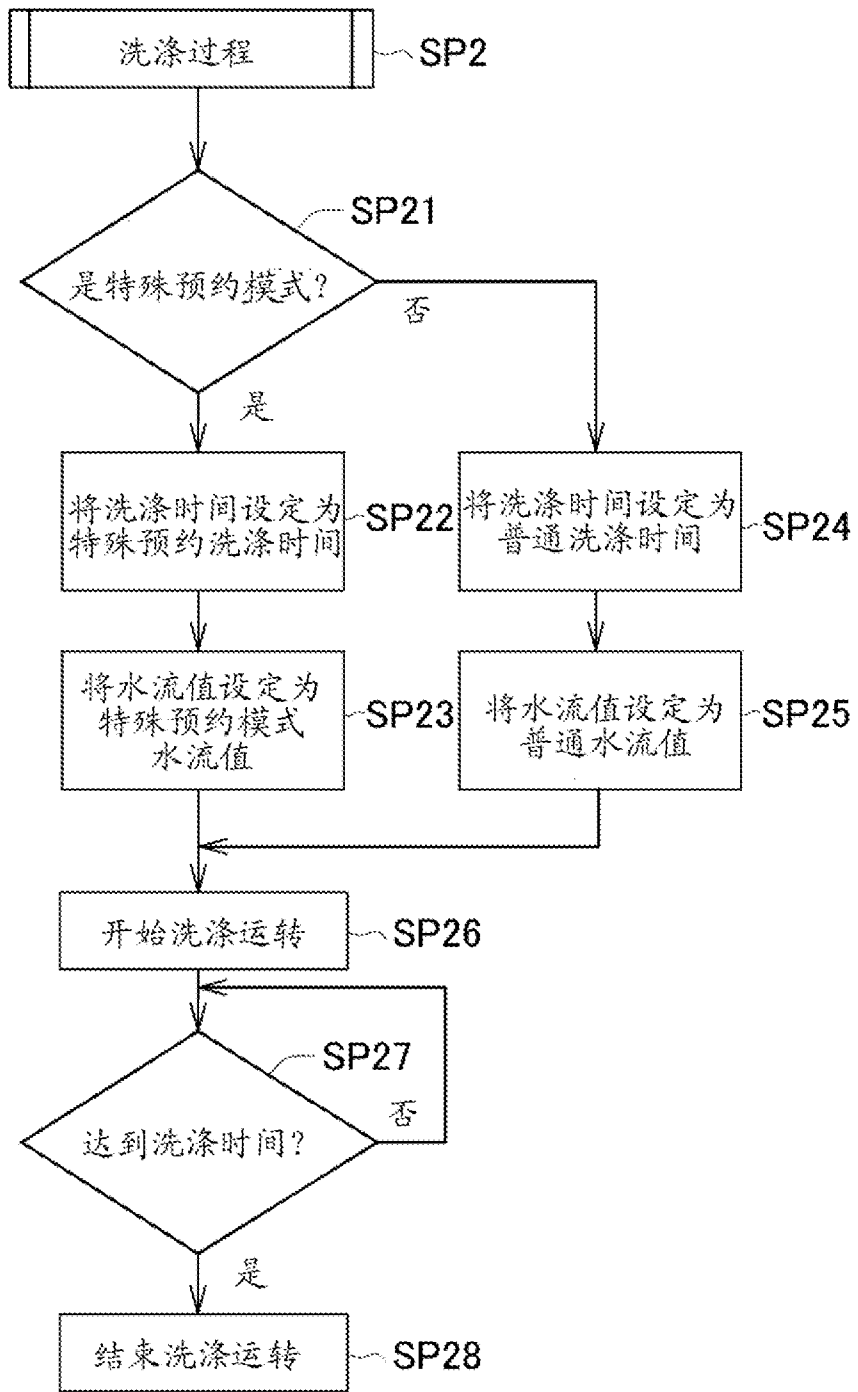 洗涤过程
SP2
SP21
是特殊预约模式?
否
是
将洗涤时间设定为
特殊预约洗涤时间
SP22
将洗涤时间设定为
普通洗涤时间
SP24
将水流值设定为
特殊预约模式
水流值
SP23
将水流值设定为
普通水流值
SP25
开始洗涤运转
SP26
SP27
达到洗涤时间?
否
是
结束洗涤运转
SP28